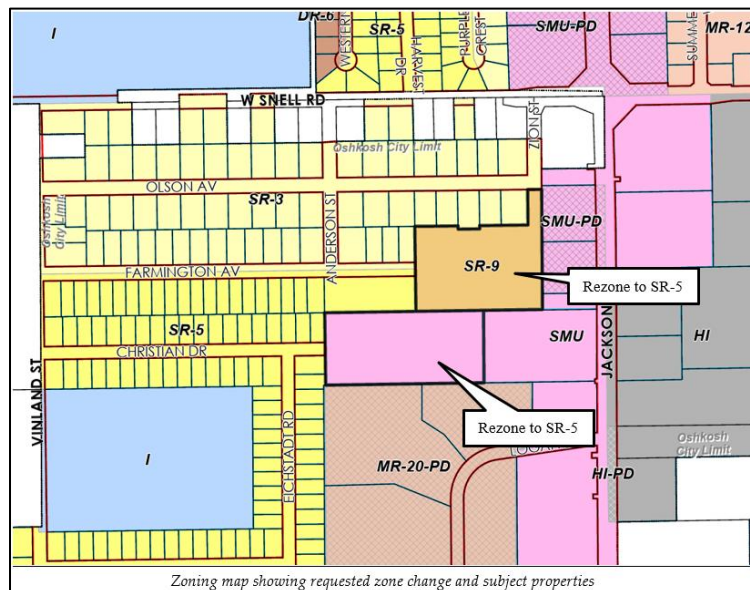 I
DR-6
WESTERN
SR-5
HARVEST
DR
PURPLE
CREST
SMU-PD
SUMME
MR-12
W SNELL RD
ZION ST
Oshkosh City Limit
OLSON AV
SR-3
Oshkosh
City Limit
ANDERSON ST
SMU-PD
FARMINGTON AV
SR-9
Rezone to SR-5
SR-5
CHRISTIAN DR
SMU
JACKSON
HI
VINLAND ST
I
EICHSTADT RD
Rezone to SR-5
MR-20-PD
Oshkosh
City Limit
HI-PD
Zoning map showing requested zone change and subject properties